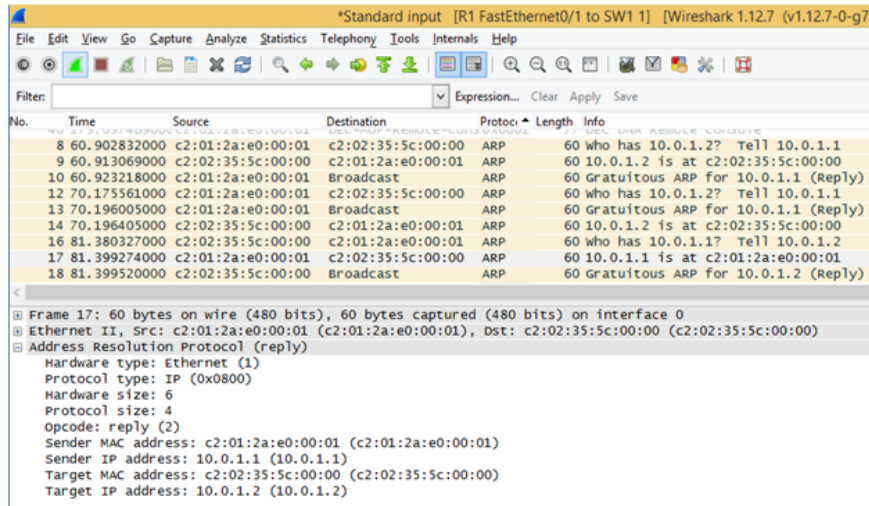 *Standard input [R1 FastEthernet0/1 to SW1 1] [Wireshark 1.12.7 (v1.12.7-0-g7
File Edit View Go Capture Analyze Statistics Telephony Tools Internals Help
Filter: Expression... Clear Apply Save
No. Time Source Destination Protoco Length Info
8 60.902832000 c2:01:2a:e0:00:01 c2:02:35:5c:00:00 ARP 60 Who has 10.0.1.2? Tell 10.0.1.1
9 60.913069000 c2:02:35:5c:00:00 c2:01:2a:e0:00:01 ARP 60 10.0.1.2 is at c2:02:35:5c:00:00
10 60.923218000 c2:01:2a:e0:00:01 Broadcast ARP 60 Gratuitous ARP for 10.0.1.1 (Reply)
12 70.175561000 c2:01:2a:e0:00:01 c2:02:35:5c:00:00 ARP 60 Who has 10.0.1.2? Tell 10.0.1.1
13 70.196005000 c2:01:2a:e0:00:01 Broadcast ARP 60 Gratuitous ARP for 10.0.1.1 (Reply)
14 70.196405000 c2:02:35:5c:00:00 c2:01:2a:e0:00:01 ARP 60 10.0.1.2 is at c2:02:35:5c:00:00
16 81.380327000 c2:02:35:5c:00:00 c2:01:2a:e0:00:01 ARP 60 Who has 10.0.1.1? Tell 10.0.1.2
17 81.399274000 c2:01:2a:e0:00:01 c2:02:35:5c:00:00 ARP 60 10.0.1.1 is at c2:01:2a:e0:00:01
18 81.399520000 c2:02:35:5c:00:00 Broadcast ARP 60 Gratuitous ARP for 10.0.1.2 (Reply)
Frame 17: 60 bytes on wire (480 bits), 60 bytes captured (480 bits) on interface 0
Ethernet II, Src: c2:01:2a:e0:00:01 (c2:01:2a:e0:00:01), Dst: c2:02:35:5c:00:00 (c2:02:35:5c:00:00)
Address Resolution Protocol (reply)
Hardware type: Ethernet (1)
Protocol type: IP (0x0800)
Hardware size: 6
Protocol size: 4
Opcode: reply (2)
Sender MAC address: c2:01:2a:e0:00:01 (c2:01:2a:e0:00:01)
Sender IP address: 10.0.1.1 (10.0.1.1)
Target MAC address: c2:02:35:5c:00:00 (c2:02:35:5c:00:00)
Target IP address: 10.0.1.2 (10.0.1.2)